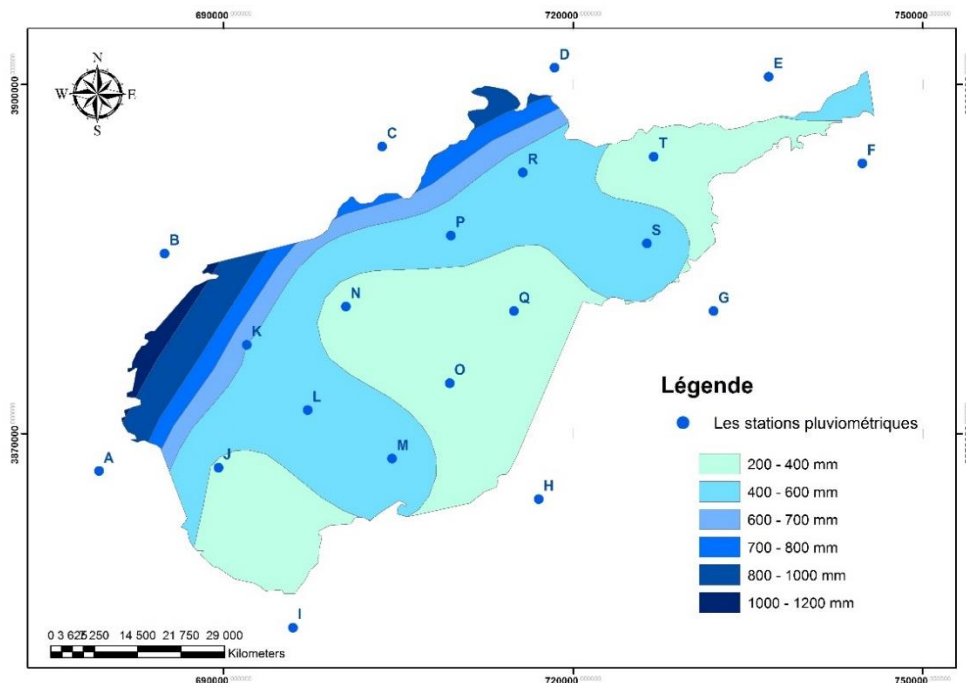 690000
720000
750000
N
W E
S
D
E
3900000
C
F
T
R
B
P
S
N
Q
G
K
O
Légende
L
Les stations pluviométriques
M
3870000
A
J
200 - 400 mm
H
400 - 600 mm
600 - 700 mm
700 - 800 mm
800 - 1000 mm
1000 - 1200 mm
I
14 500 21 750 29 000
Kilometers
690000
720000
750000